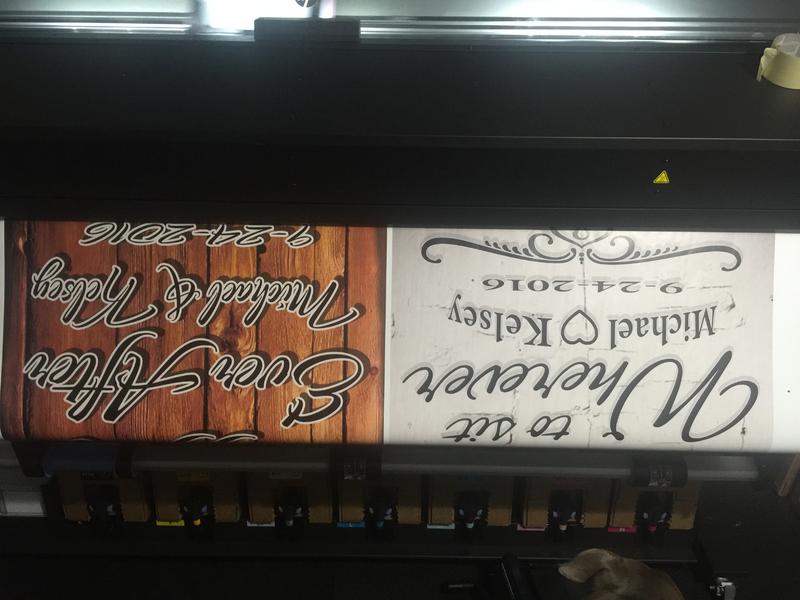 to sit
Wherever
Michael Kelsey
9-24-2016
Ever After
Michael & Kelsey
9-24-2016